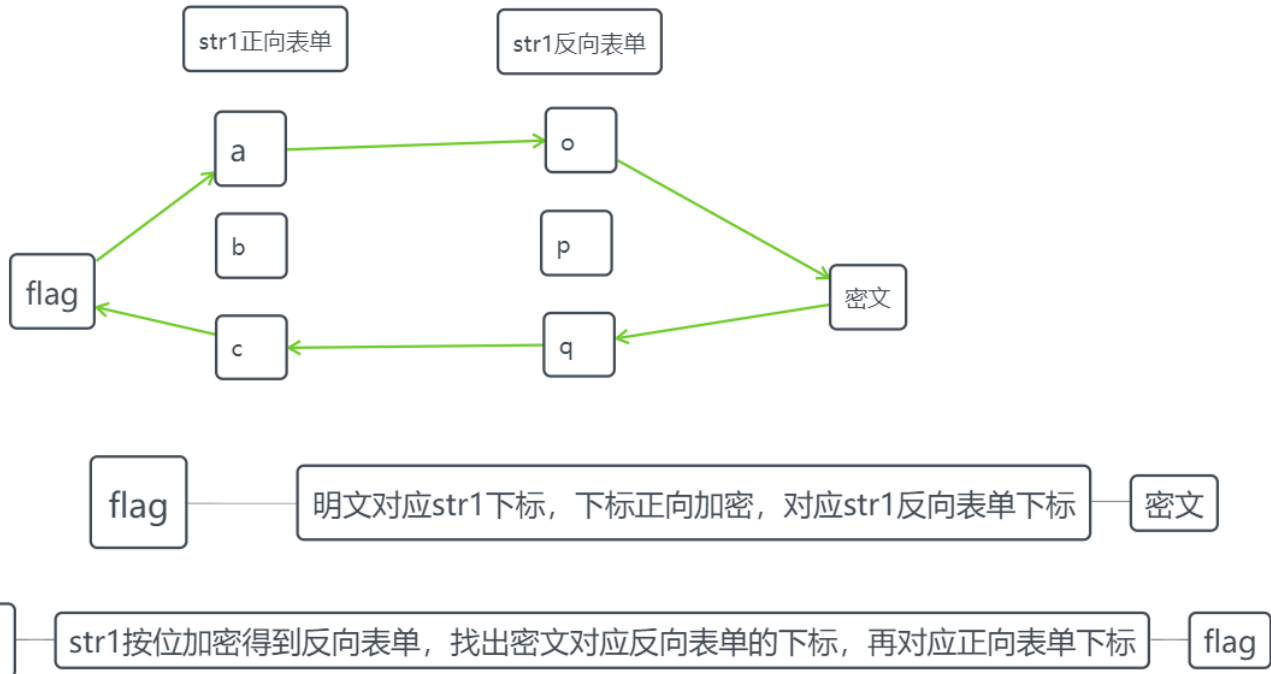 str1正向表单
str1反向表单
a
o
b
p
flag
密文
c
q
flag
明文对应str1下标，下标正向加密，对应str1反向表单下标
密文
str1按位加密得到反向表单，找出密文对应反向表单的下标，再对应正向表单下标
flag